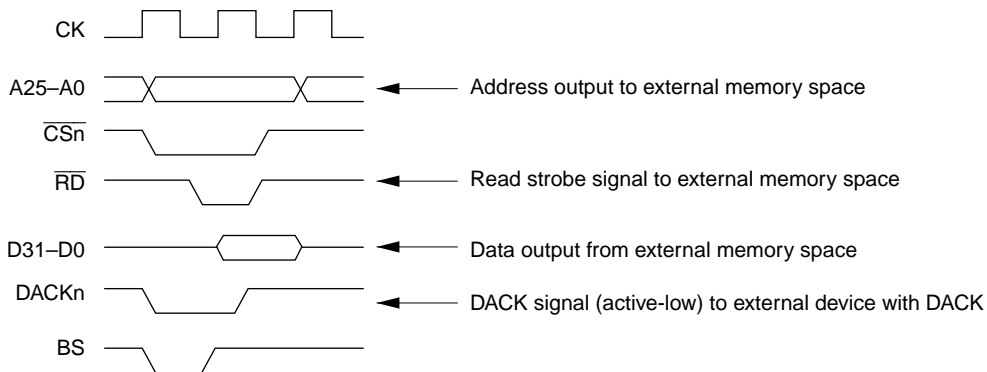 CK
A25–A0 Address output to external memory space
CSn
RD Read strobe signal to external memory space
D31–D0 Data output from external memory space
DACKn DACK signal (active-low) to external device with DACK
BS